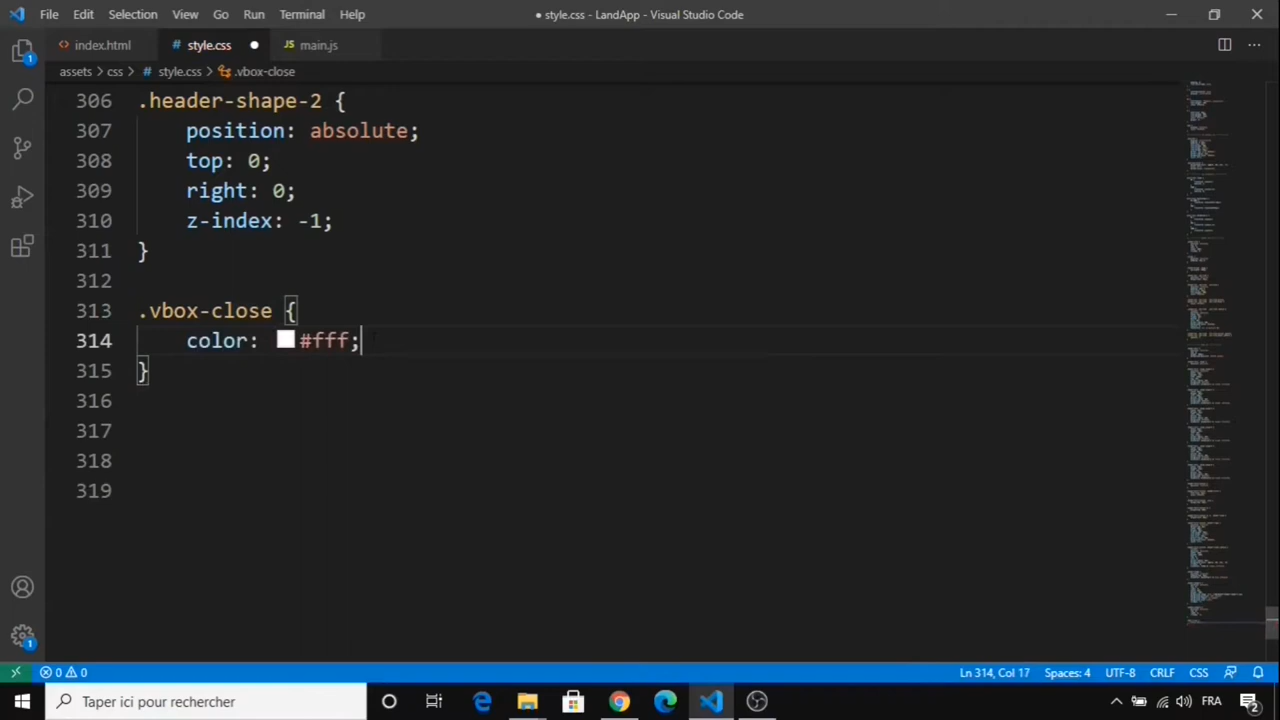 File Edit Selection View Go Run Terminal Help
● style.css - LandApp - Visual Studio Code
<> index.html # style.css ● JS main.js
assets > css > # style.css > .vbox-close
306 .header-shape-2 {
307 position: absolute;
308 top: 0;
309 right: 0;
310 z-index: -1;
311 }
312
313 .vbox-close {
314 color: #fff;
315 }
316
317
318
319
1
1
0 0
Ln 314, Col 17 Spaces: 4 UTF-8 CRLF CSS
Taper ici pour rechercher
FRA
2